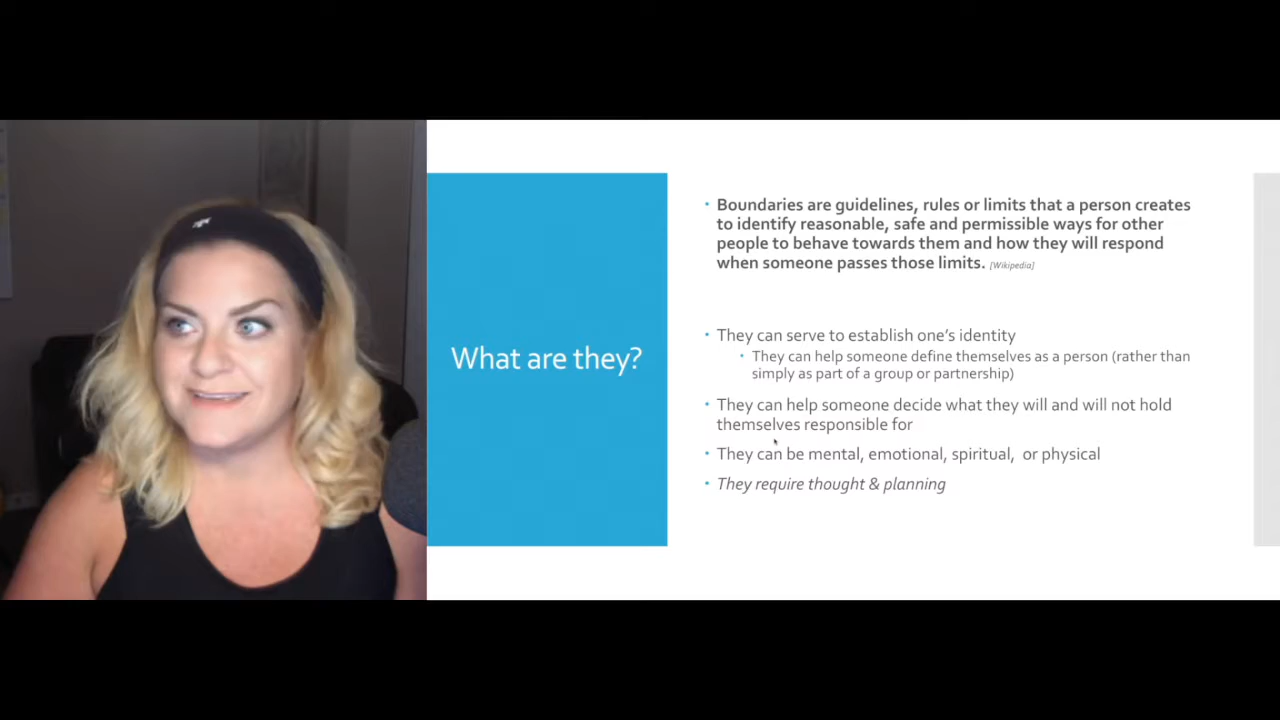 What are they?
Boundaries are guidelines, rules or limits that a person creates
to identify reasonable, safe and permissible ways for other
people to behave towards them and how they will respond
when someone passes those limits. [Wikipedia]
They can serve to establish one's identity
They can help someone define themselves as a person (rather than
simply as part of a group or partnership)
They can help someone decide what they will and will not hold
themselves responsible for
They can be mental, emotional, spiritual, or physical
They require thought & planning